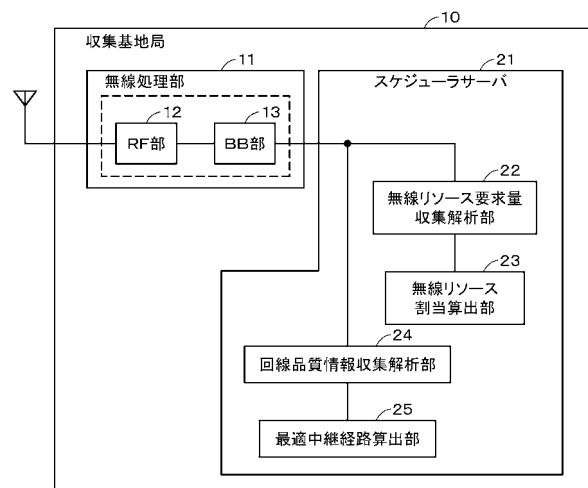 10
収集基地局
11
無線処理部
12
RF部
13
BB部
21
スケジューラサーバ
22
無線リソース要求量
収集解析部
23
無線リソース
割当算出部
24
回線品質情報収集解析部
25
最適中継経路算出部